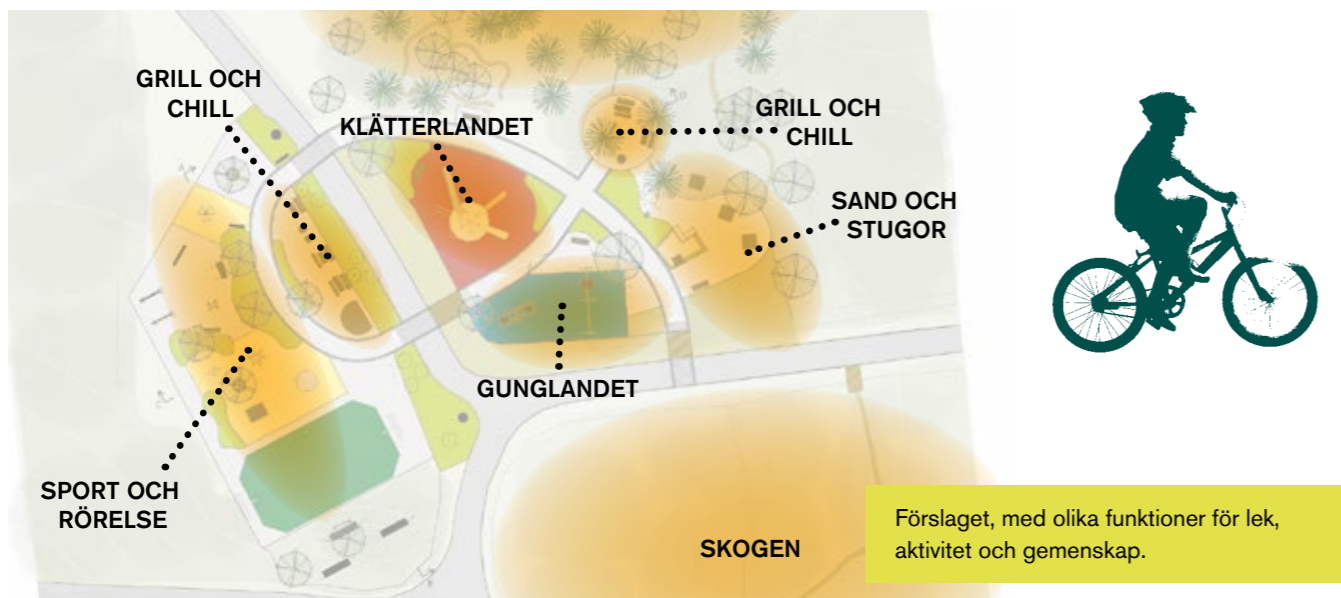 GRILL OCH
CHILL
KLÄTTERLANDET
GRILL OCH
CHILL
SAND OCH
STUGOR
GUNGLANDET
SPORT OCH
RÖRELSE
SKOGEN
Förslaget, med olika funktioner för lek,
aktivitet och gemenskap.